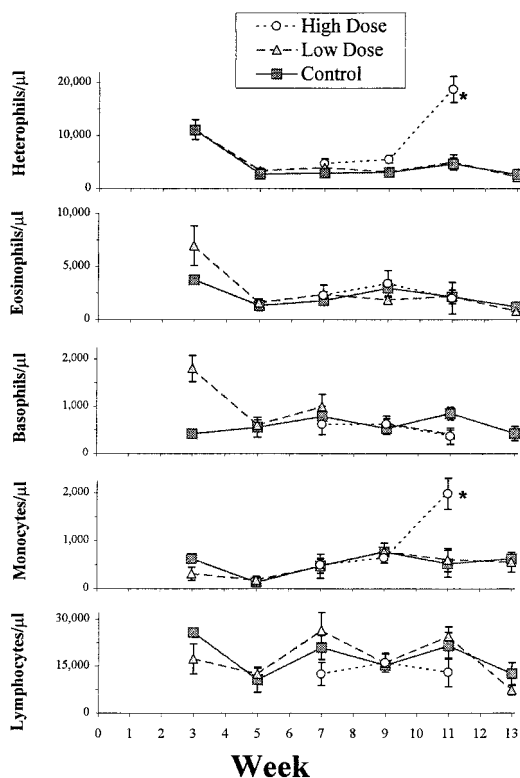 High Dose
Low Dose
Control
Heterophils/µl
20,000
10,000
0
*
Eosinophils/µl
10,000
5,000
0
Basophils/µl
2,000
1,000
0
Monocytes/µl
2,000
1,000
0
*
Lymphocytes/µl
30,000
15,000
0
0 1 2 3 4 5 6 7 8 9 10 11 12 13
Week